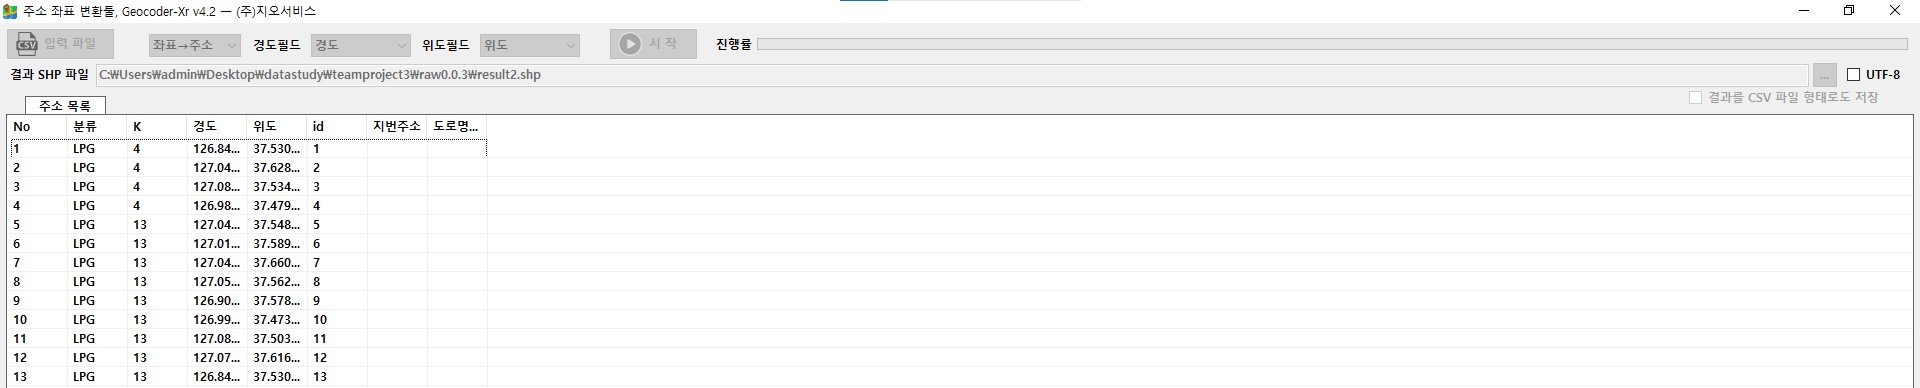 주소 좌표 변환툴, Geocoder-Xr v4.2 — (주)지오서비스
CSV 입력 파일 좌표→주소 경도필드 경도 위도필드 위도 시 작 진행률
결과 SHP 파일 C:₩Users₩admin₩Desktop₩datastudy₩teamproject3₩raw0.0.3₩result2.shp ... UTF-8
결과를 CSV 파일 형태로도 저장
주소 목록
No 분류 K 경도 위도 id 지번주소 도로명...
1 LPG 4 126.84... 37.530... 1
2 LPG 4 127.04... 37.628... 2
3 LPG 4 127.08... 37.534... 3
4 LPG 4 126.98... 37.479... 4
5 LPG 13 127.04... 37.548... 5
6 LPG 13 127.01... 37.589... 6
7 LPG 13 127.04... 37.660... 7
8 LPG 13 127.05... 37.562... 8
9 LPG 13 126.90... 37.578... 9
10 LPG 13 126.99... 37.473... 10
11 LPG 13 127.08... 37.503... 11
12 LPG 13 127.07... 37.616... 12
13 LPG 13 126.84... 37.530... 13